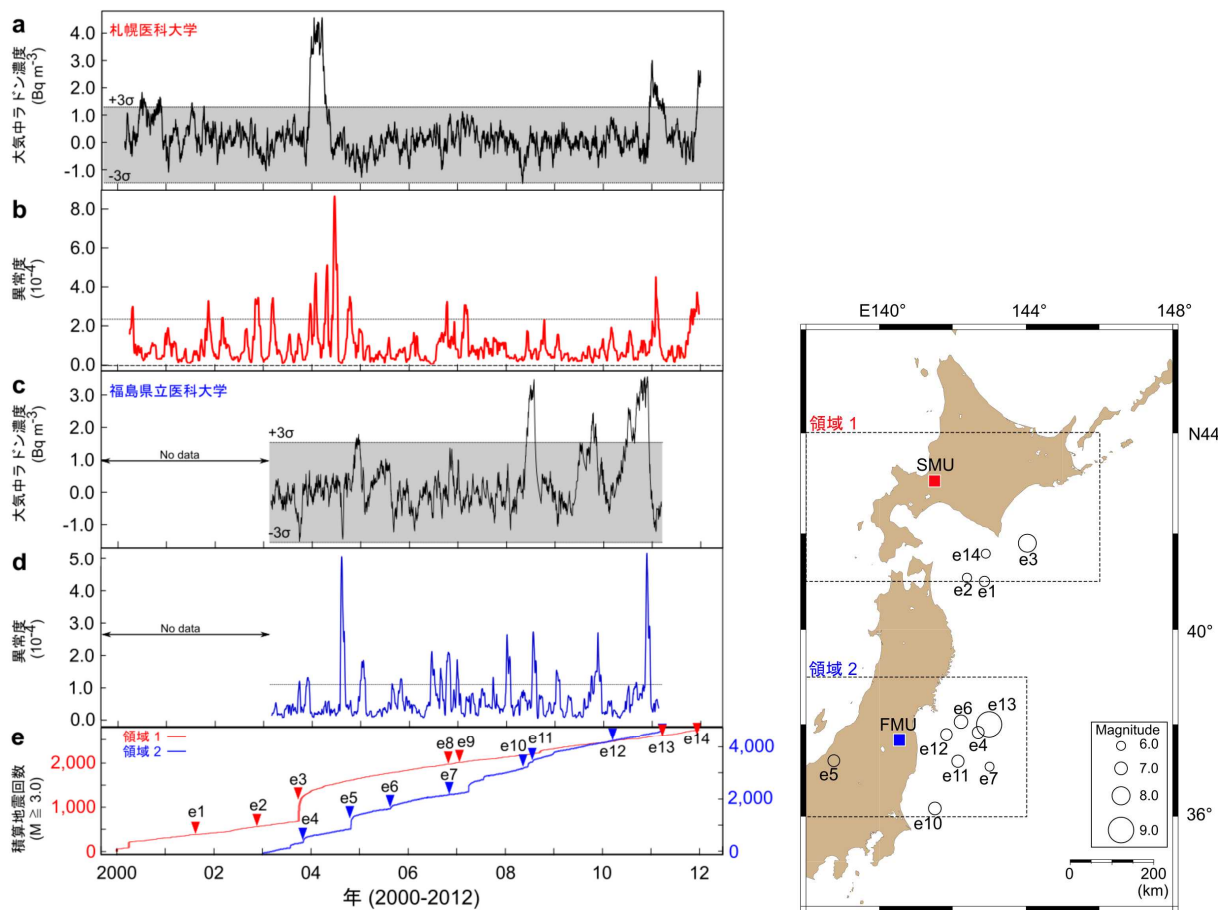 a
札幌医科大学
大気中ラドン濃度
(Bq m⁻³)
4.0
3.0
2.0
1.0
0.0
-1.0
+3σ
-3σ
b
異常度
(10⁻⁴)
8.0
6.0
4.0
2.0
0.0
c
福島県立医科大学
大気中ラドン濃度
(Bq m⁻³)
3.0
2.0
1.0
0.0
-1.0
+3σ
No data
-3σ
d
異常度
(10⁻⁴)
5.0
4.0
3.0
2.0
1.0
0.0
No data
e
領域 1
領域 2
積算地震回数
(M ≧ 3.0)
2,000
1,000
0
4,000
2,000
0
e1
e2
e3
e4
e5
e6
e7
e8
e9
e10
e11
e12
e13
e14
2000
02
04
06
08
10
12
年 (2000-2012)
E140°
144°
148°
領域 1
N44°
SMU
e14
e3
e2
e1
40°
領域 2
e6
e13
FMU
e12
e4
e5
e11
e7
e10
36°
Magnitude
6.0
7.0
8.0
9.0
0
200
(km)